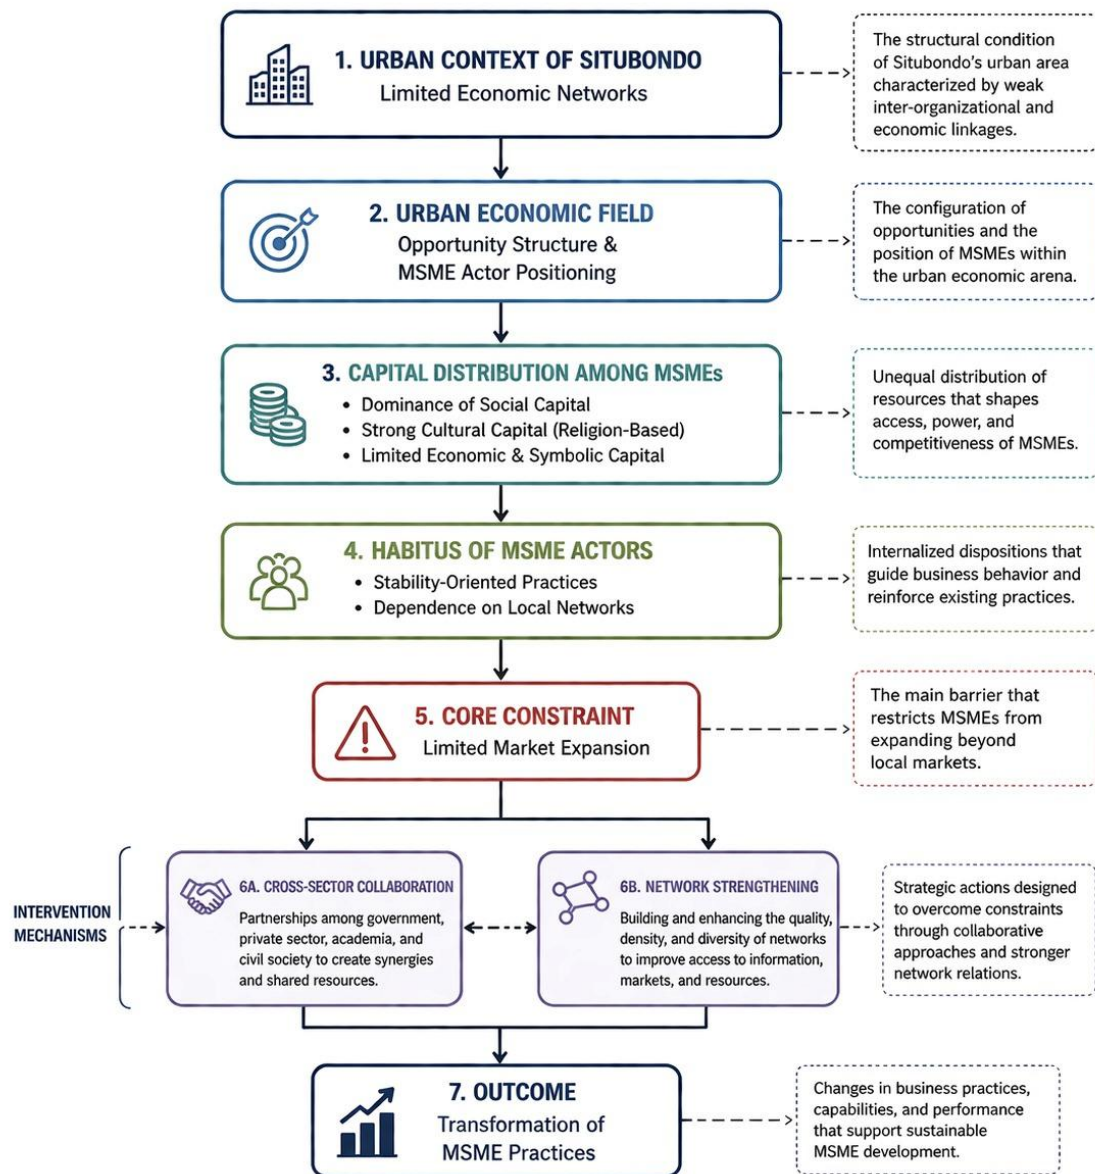 1. URBAN CONTEXT OF SITUBONDO
Limited Economic Networks
The structural condition
of Situbondo's urban area
characterized by weak
inter-organizational and
economic linkages.
2. URBAN ECONOMIC FIELD
Opportunity Structure &
MSME Actor Positioning
The configuration of
opportunities and the
position of MSMEs within
the urban economic arena.
3. CAPITAL DISTRIBUTION AMONG MSMEs
• Dominance of Social Capital
• Strong Cultural Capital (Religion-Based)
• Limited Economic & Symbolic Capital
Unequal distribution of
resources that shapes
access, power, and
competitiveness of MSMEs.
4. HABITUS OF MSME ACTORS
• Stability-Oriented Practices
• Dependence on Local Networks
Internalized dispositions that
guide business behavior and
reinforce existing practices.
5. CORE CONSTRAINT
Limited Market Expansion
The main barrier that
restricts MSMEs from
expanding beyond
local markets.
INTERVENTION
MECHANISMS
6A. CROSS-SECTOR COLLABORATION
Partnerships among government,
private sector, academia, and
civil society to create synergies
and shared resources.
6B. NETWORK STRENGTHENING
Building and enhancing the quality,
density, and diversity of networks
to improve access to information,
markets, and resources.
Strategic actions designed
to overcome constraints
through collaborative
approaches and stronger
network relations.
7. OUTCOME
Transformation of
MSME Practices
Changes in business practices,
capabilities, and performance
that support sustainable
MSME development.